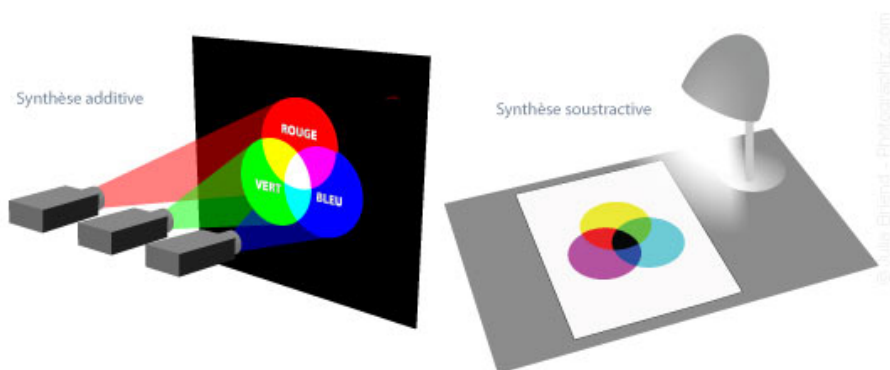 Synthèse additive
ROUGE
VERT
BLEU
Synthèse soustractive